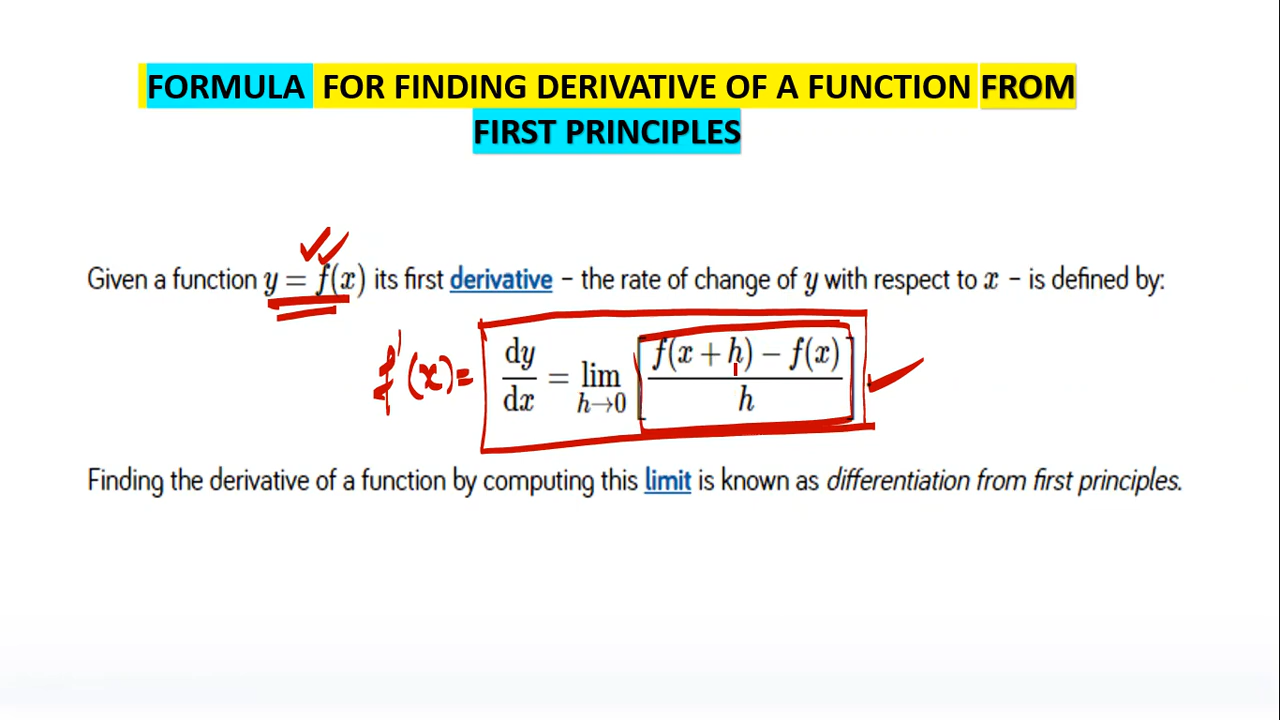 FORMULA FOR FINDING DERIVATIVE OF A FUNCTION FROM
FIRST PRINCIPLES
Given a function y = f(x) its first derivative – the rate of change of y with respect to x – is defined by:
f'(x) = dy/dx = lim h→0 [f(x + h) − f(x) / h]
Finding the derivative of a function by computing this limit is known as differentiation from first principles.